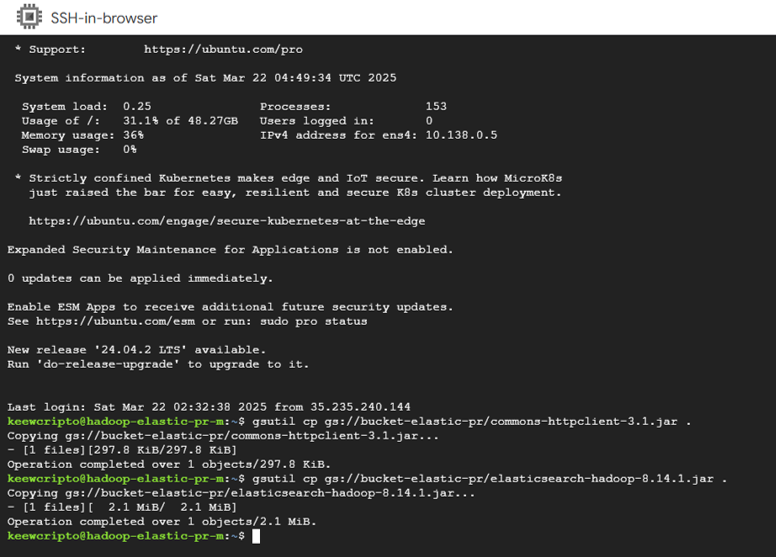 SSH-in-browser
* Support:        https://ubuntu.com/pro
System information as of Sat Mar 22 04:49:34 UTC 2025
System load:  0.25               Processes:             153
Usage of /:   31.1% of 48.27GB   Users logged in:       0
Memory usage: 36%                IPv4 address for ens4: 10.138.0.5
Swap usage:   0%
* Strictly confined Kubernetes makes edge and IoT secure. Learn how MicroK8s
just raised the bar for easy, resilient and secure K8s cluster deployment.
https://ubuntu.com/engage/secure-kubernetes-at-the-edge
Expanded Security Maintenance for Applications is not enabled.
0 updates can be applied immediately.
Enable ESM Apps to receive additional future security updates.
See https://ubuntu.com/esm or run: sudo pro status
New release '24.04.2 LTS' available.
Run 'do-release-upgrade' to upgrade to it.
Last login: Sat Mar 22 02:32:38 2025 from 35.235.240.144
keewcripto@hadoop-elastic-pr-m:~$ gsutil cp gs://bucket-elastic-pr/commons-httpclient-3.1.jar .
Copying gs://bucket-elastic-pr/commons-httpclient-3.1.jar...
- [1 files][297.8 KiB/297.8 KiB]
Operation completed over 1 objects/297.8 KiB.
keewcripto@hadoop-elastic-pr-m:~$ gsutil cp gs://bucket-elastic-pr/elasticsearch-hadoop-8.14.1.jar .
Copying gs://bucket-elastic-pr/elasticsearch-hadoop-8.14.1.jar...
- [1 files][  2.1 MiB/  2.1 MiB]
Operation completed over 1 objects/2.1 MiB.
keewcripto@hadoop-elastic-pr-m:~$